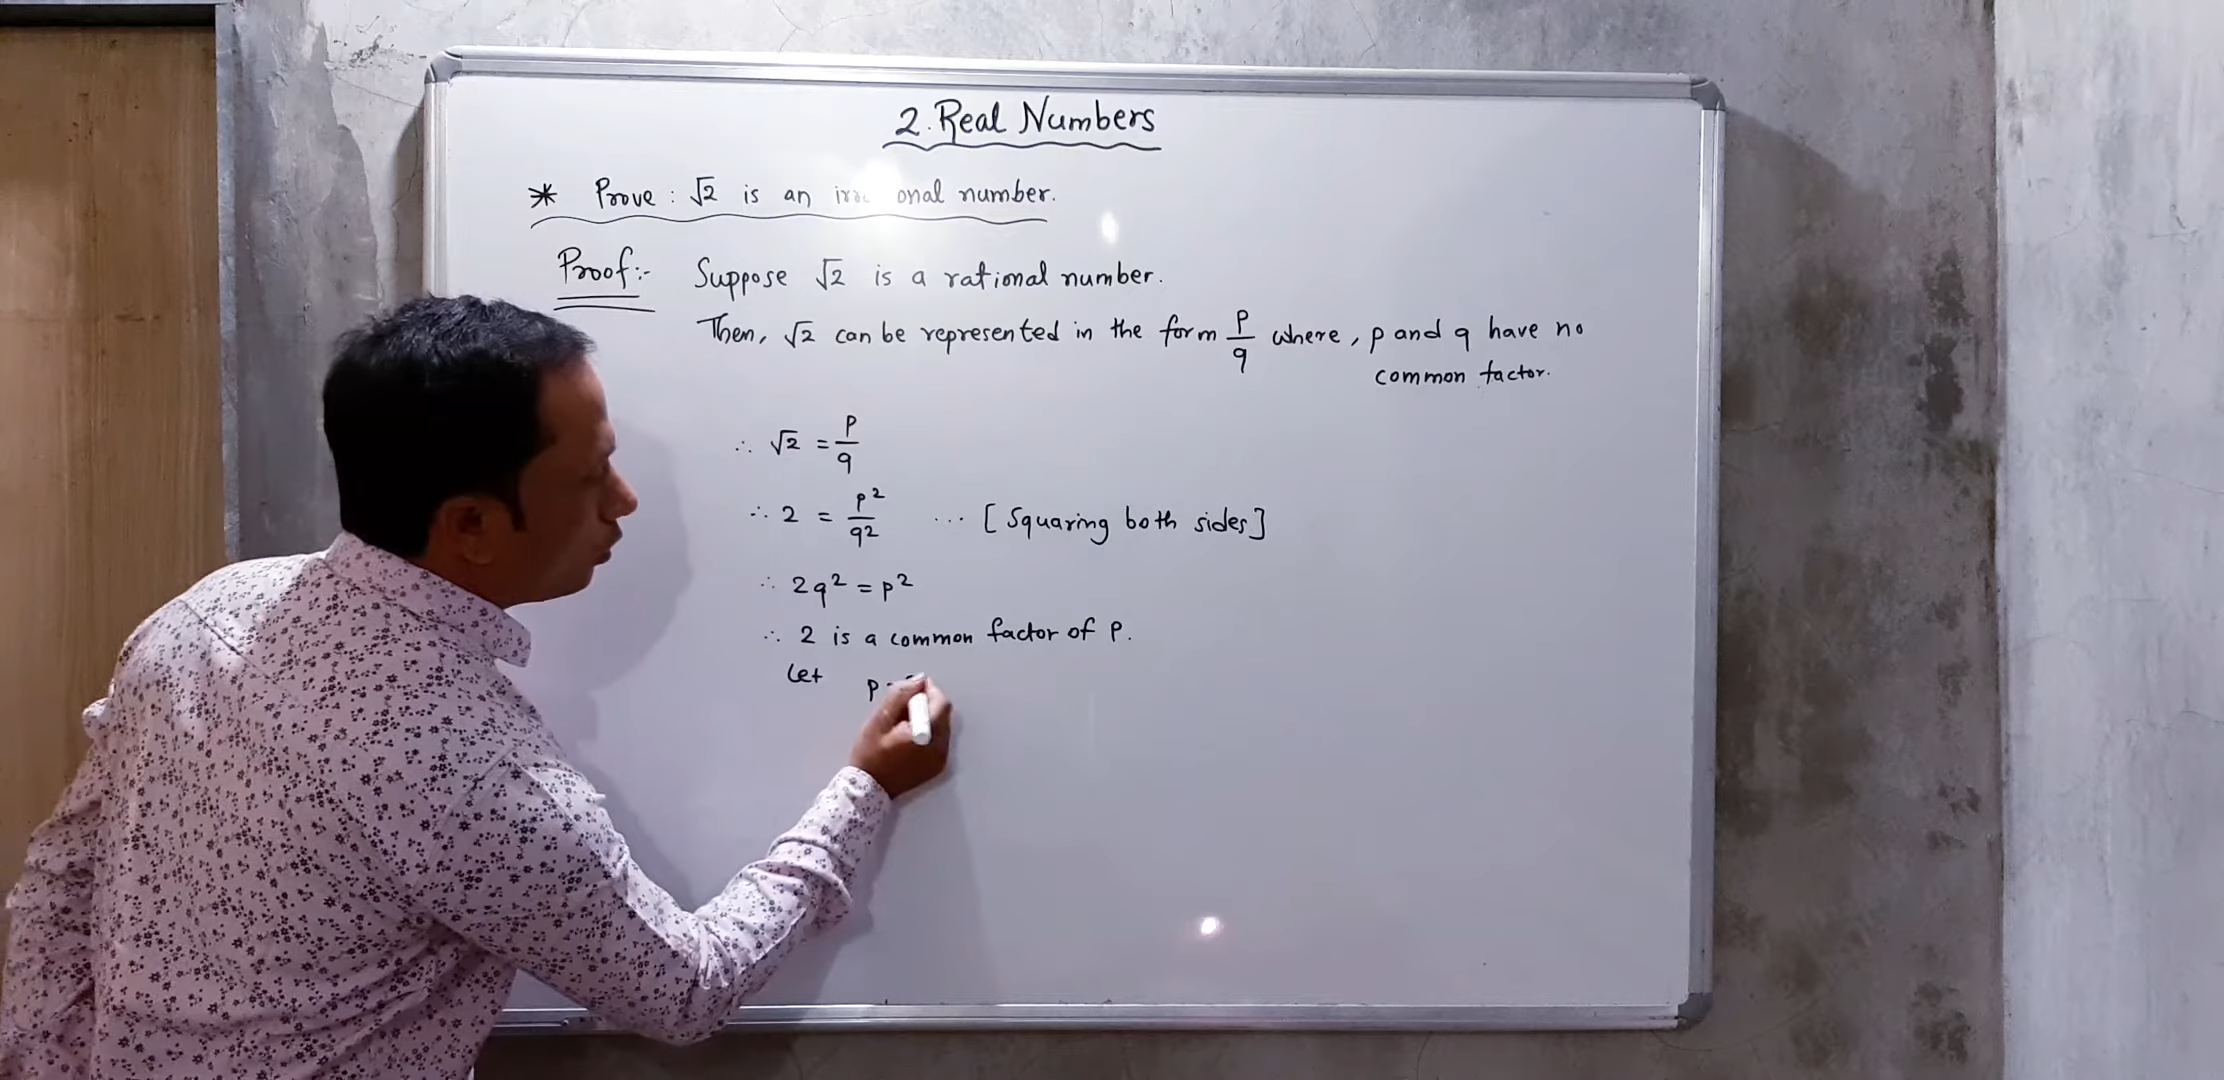 2. Real Numbers
* Prove : √2 is an number.
Proof:- Suppose √2 is a rational number.
Then, √2 can be represented in the form p/q where, p and q have no
common factor.
∴ √2 = p/q
∴ 2 = p²/q² ... [Squaring both sides]
∴ 2q² = p²
∴ 2 is a common factor of p.
Let p